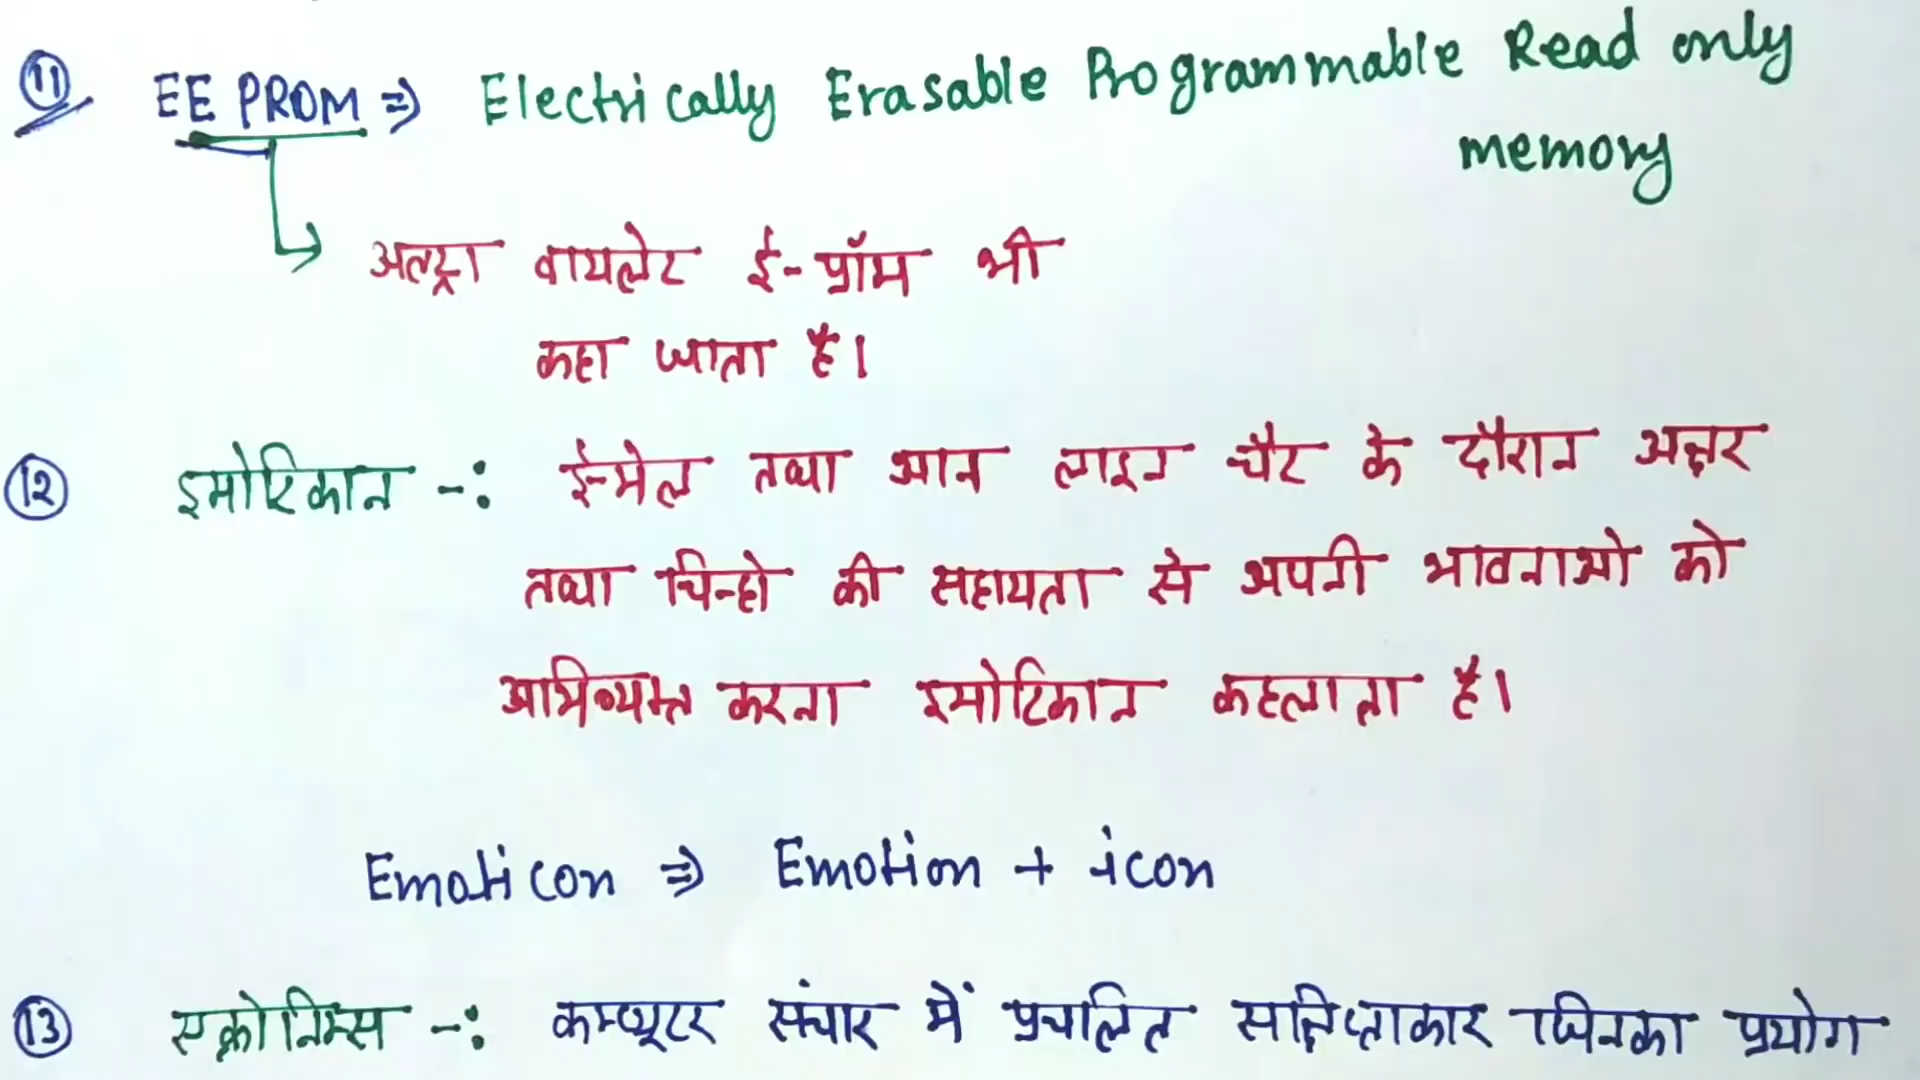 11 EE PROM => Electrically Erasable Programmable Read only
memory
अल्ट्रा वायलेट ई-प्रॉम भी
कहा जाता है।
12 इमोटिकान -: ई-मेल तथा आन लाइन चैट के दौरान अक्षर
तथा चिन्हो की सहायता से अपनी भावनाओ को
अभिव्यक्त करना इमोटिकान कहलाता है।
Emoticon => Emotion + icon
13 एक्रोनिम्स -: कम्प्यूटर संचार में प्रचलित संक्षिप्ताकार जिनका प्रयोग